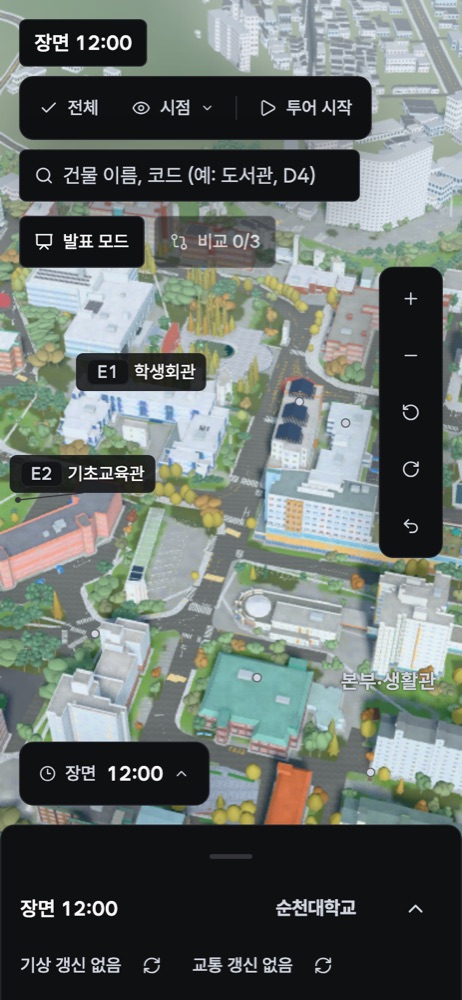 장면 12:00
전체 시점 투어 시작
건물 이름, 코드 (예: 도서관, D4)
발표 모드 비교 0/3
E1 학생회관
E2 기초교육관
본부·생활관
장면 12:00
장면 12:00 순천대학교
기상 갱신 없음 교통 갱신 없음